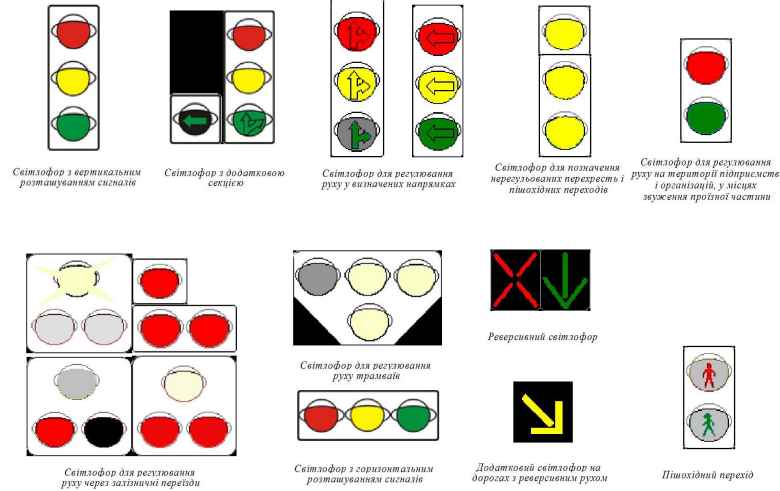 Світлофор з вертикальним
розташуванням сигналів
Світлофор з додатковою
секцією
Світлофор для регулювання
руху у визначених напрямках
Світлофор для позначення
нерегульованих перехресть і
пішохідних переходів
Світлофор для регулювання
руху на території підприємств
і організацій, у місцях
звуження проїзної частини
Світлофор для регулювання
руху через залізничні переїзди
Світлофор для регулювання
руху трамваїв
Світлофор з горизонтальним
розташуванням сигналів
Реверсивний світлофор
Додатковий світлофор на
дорогах з реверсивним рухом
Пішохідний перехід